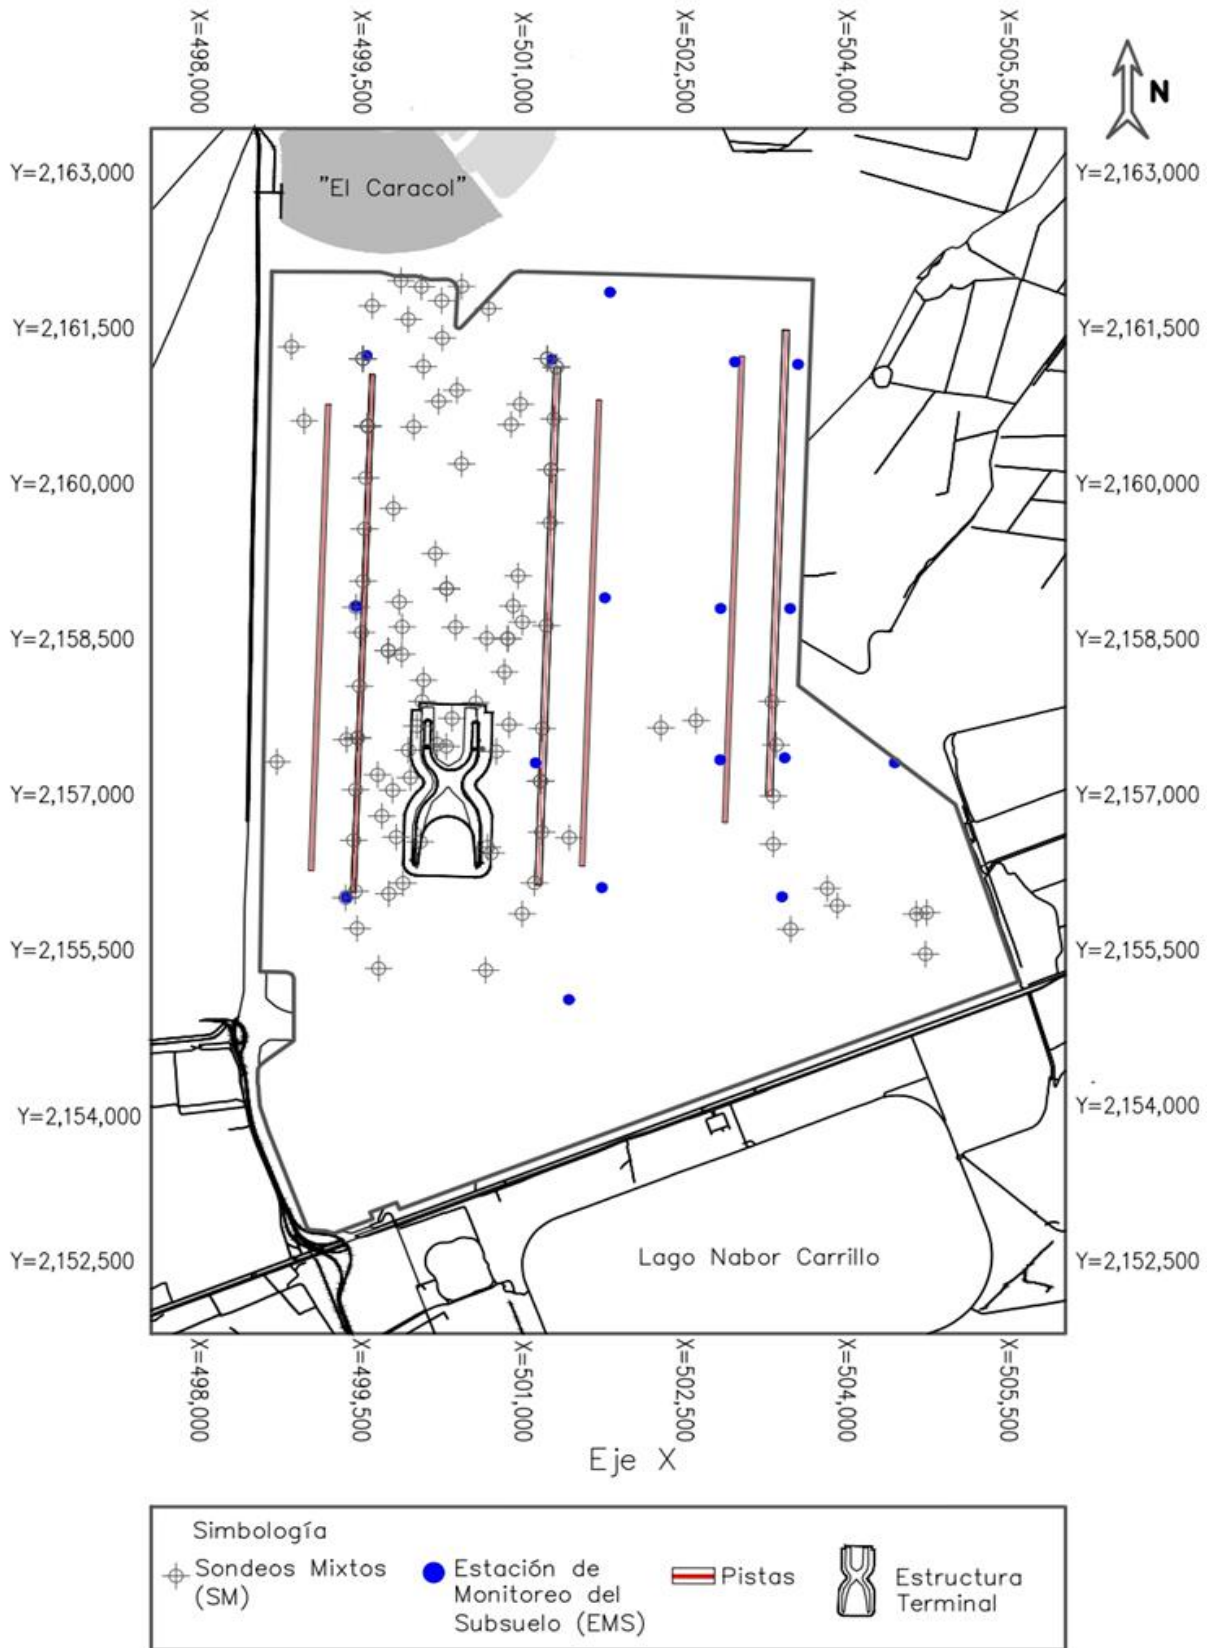 X=498,000
X=499,500
X=501,000
X=502,500
X=504,000
X=505,500
N
Y=2,163,000
"El Caracol"
Y=2,163,000
Y=2,161,500
Y=2,161,500
Y=2,160,000
Y=2,160,000
Y=2,158,500
Y=2,158,500
Y=2,157,000
Y=2,157,000
Y=2,155,500
Y=2,155,500
Y=2,154,000
Y=2,154,000
Y=2,152,500
Lago Nabor Carrillo
Y=2,152,500
X=498,000
X=499,500
X=501,000
X=502,500
X=504,000
X=505,500
Eje X
Simbología
Sondeos Mixtos
(SM)
Estación de
Monitoreo del
Subsuelo (EMS)
Pistas
Estructura
Terminal